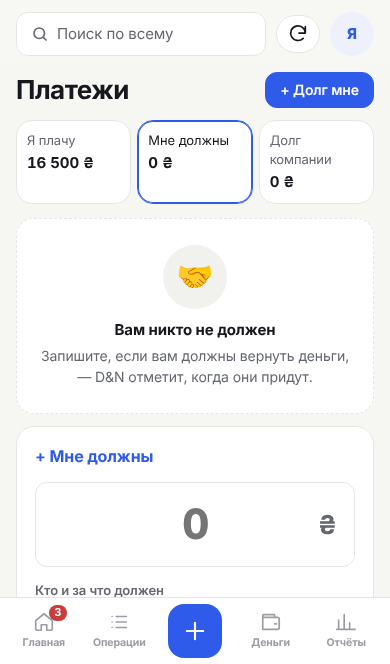 Поиск по всему
Я
Платежи
+ Долг мне
Я плачу
16 500 ₴
Мне должны
0 ₴
Долг
компании
0 ₴
Вам никто не должен
Запишите, если вам должны вернуть деньги,
— D&N отметит, когда они придут.
+ Мне должны
0 ₴
Кто и за что должен
3
Главная
Операции
Деньги
Отчёты